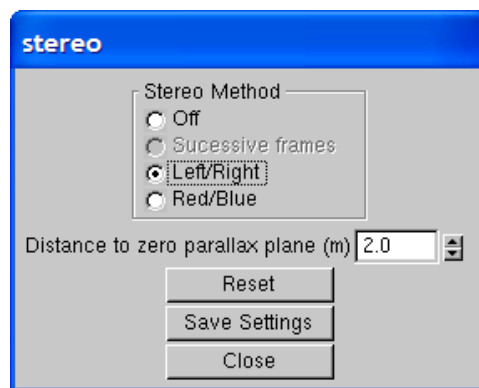 stereo
Stereo Method
Off
Sucessive frames
Left/Right
Red/Blue
Distance to zero parallax plane (m) 2.0
Reset
Save Settings
Close